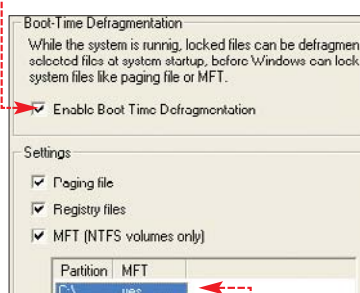 Boot-Time Defragmentation
While the system is runnig, locked files can be defragmen
selected files at system startup, before Windows can lock
system files like paging file or MFT.
Enable Boot Time Defragmentation
Settings
Paging file
Registry files
MFT (NTFS volumes only)
Partition MFT
C:\ yes